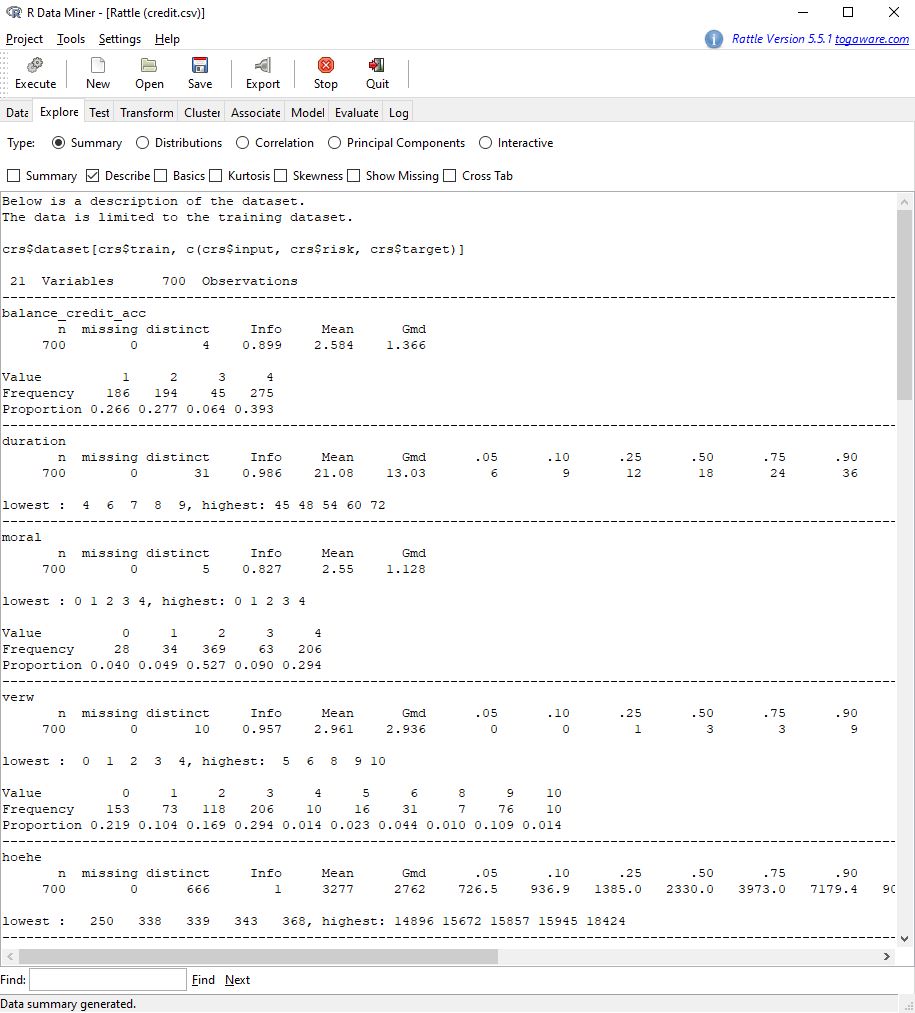 R Data Miner - [Rattle (credit.csv)]
Project Tools Settings Help
Rattle Version 5.5.1 togaware.com
Execute New Open Save Export Stop Quit
Data Explore Test Transform Cluster Associate Model Evaluate Log
Type: Summary Distributions Correlation Principal Components Interactive
Summary Describe Basics Kurtosis Skewness Show Missing Cross Tab
Below is a description of the dataset.
The data is limited to the training dataset.
crs$dataset[crs$train, c(crs$input, crs$risk, crs$target)]
21 Variables 700 Observations
--------------------------------------------------------------------------------
balance_credit_acc
n missing distinct Info Mean Gmd
700 0 4 0.899 2.584 1.366
Value 1 2 3 4
Frequency 186 194 45 275
Proportion 0.266 0.277 0.064 0.393
--------------------------------------------------------------------------------
duration
n missing distinct Info Mean Gmd .05 .10 .25 .50 .75 .90
700 0 31 0.986 21.08 13.03 6 9 12 18 24 36
lowest : 4 6 7 8 9, highest: 45 48 54 60 72
--------------------------------------------------------------------------------
moral
n missing distinct Info Mean Gmd
700 0 5 0.827 2.55 1.128
lowest : 0 1 2 3 4, highest: 0 1 2 3 4
Value 0 1 2 3 4
Frequency 28 34 369 63 206
Proportion 0.040 0.049 0.527 0.090 0.294
--------------------------------------------------------------------------------
verw
n missing distinct Info Mean Gmd .05 .10 .25 .50 .75 .90
700 0 10 0.957 2.961 2.936 0 0 1 3 3 9
lowest : 0 1 2 3 4, highest: 5 6 8 9 10
Value 0 1 2 3 4 5 6 8 9 10
Frequency 153 73 118 206 10 16 31 7 76 10
Proportion 0.219 0.104 0.169 0.294 0.014 0.023 0.044 0.010 0.109 0.014
--------------------------------------------------------------------------------
hoehe
n missing distinct Info Mean Gmd .05 .10 .25 .50 .75 .90
700 0 666 1 3277 2762 726.5 936.9 1385.0 2330.0 3973.0 7179.4 90
lowest : 250 338 339 343 368, highest: 14896 15672 15857 15945 18424
--------------------------------------------------------------------------------
Find: Find Next
Data summary generated.